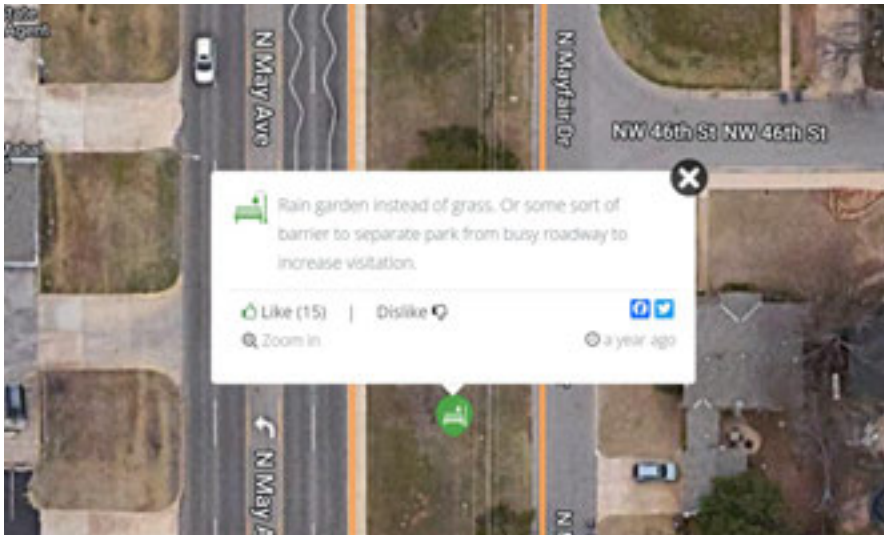 Agent
N May Ave
N Mayfair Dr
NW 46th St NW 46th St
Rain garden instead of grass. Or some sort of
barrier to separate park from busy roadway to
increase visitation.
Like (15) | Dislike
Zoom in
a year ago
N May A
N